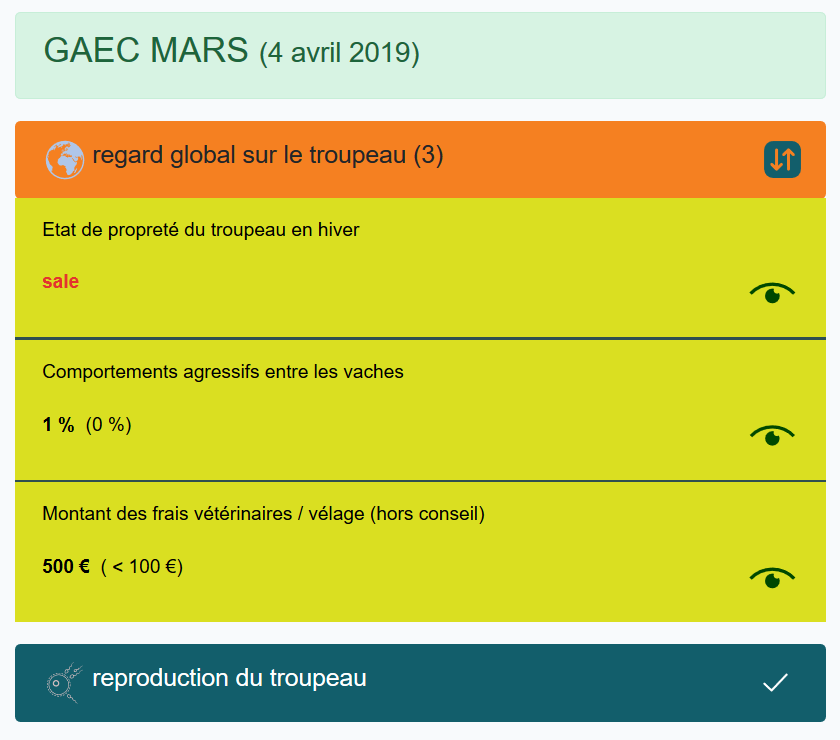 GAEC MARS (4 avril 2019)
regard global sur le troupeau (3)
Etat de propreté du troupeau en hiver
sale
Comportements agressifs entre les vaches
1 % (0 %)
Montant des frais vétérinaires / vélage (hors conseil)
500 € ( < 100 €)
reproduction du troupeau